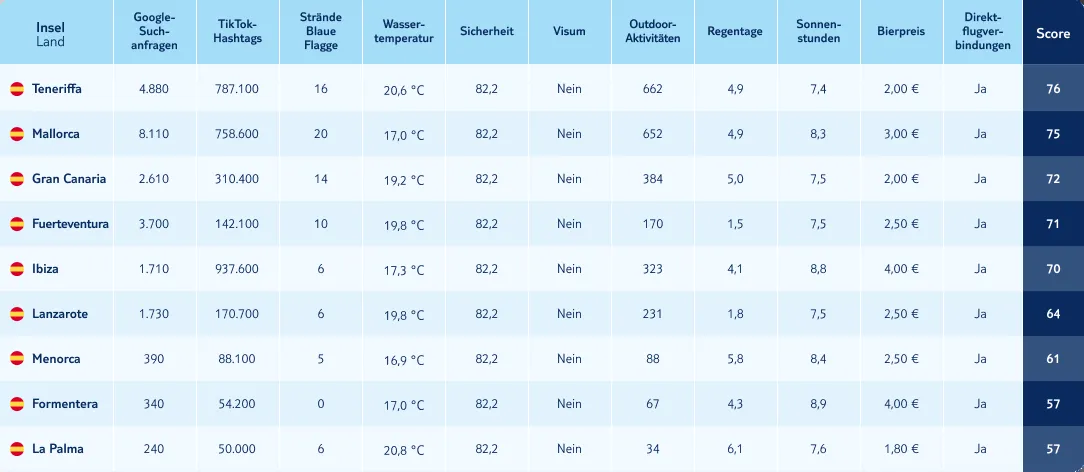 Insel Land | Google-Such-anfragen | TikTok-Hashtags | Strände Blaue Flagge | Wasser-temperatur | Sicherheit | Visum | Outdoor-Aktivitäten | Regentage | Sonnen-stunden | Bierpreis | Direkt-flugver-bindungen | Score
Teneriffa | 4.880 | 787.100 | 16 | 20,6 °C | 82,2 | Nein | 662 | 4,9 | 7,4 | 2,00 € | Ja | 76
Mallorca | 8.110 | 758.600 | 20 | 17,0 °C | 82,2 | Nein | 652 | 4,9 | 8,3 | 3,00 € | Ja | 75
Gran Canaria | 2.610 | 310.400 | 14 | 19,2 °C | 82,2 | Nein | 384 | 5,0 | 7,5 | 2,00 € | Ja | 72
Fuerteventura | 3.700 | 142.100 | 10 | 19,8 °C | 82,2 | Nein | 170 | 1,5 | 7,5 | 2,50 € | Ja | 71
Ibiza | 1.710 | 937.600 | 6 | 17,3 °C | 82,2 | Nein | 323 | 4,1 | 8,8 | 4,00 € | Ja | 70
Lanzarote | 1.730 | 170.700 | 6 | 19,8 °C | 82,2 | Nein | 231 | 1,8 | 7,5 | 2,50 € | Ja | 64
Menorca | 390 | 88.100 | 5 | 16,9 °C | 82,2 | Nein | 88 | 5,8 | 8,4 | 2,50 € | Ja | 61
Formentera | 340 | 54.200 | 0 | 17,0 °C | 82,2 | Nein | 67 | 4,3 | 8,9 | 4,00 € | Ja | 57
La Palma | 240 | 50.000 | 6 | 20,8 °C | 82,2 | Nein | 34 | 6,1 | 7,6 | 1,80 € | Ja | 57